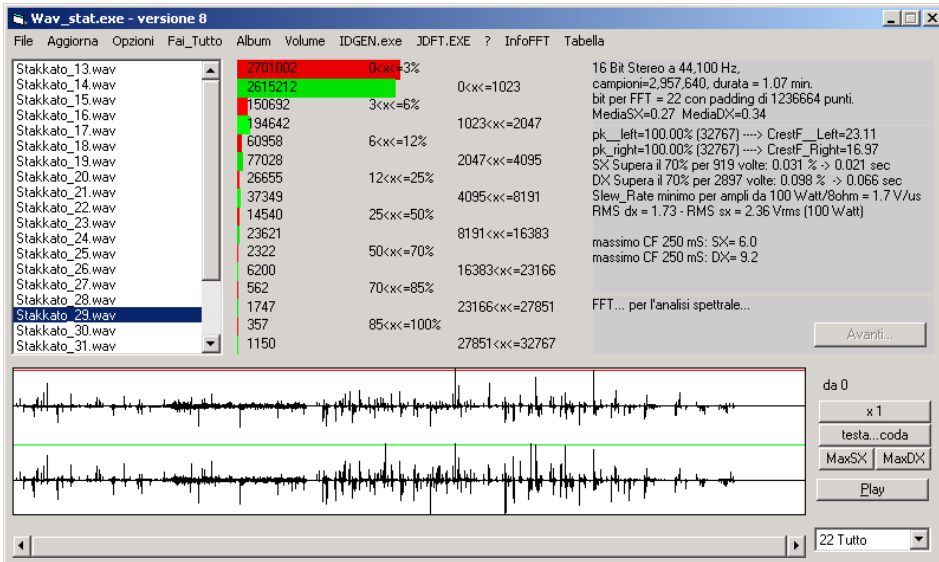 Wav_stat.exe - versione 8
File Aggiorna Opzioni Fai_Tutto Album Volume IDGEN.exe JDFT.EXE ? InfoFFT Tabella
Stakkato_13.wav
Stakkato_14.wav
Stakkato_15.wav
Stakkato_16.wav
Stakkato_17.wav
Stakkato_18.wav
Stakkato_19.wav
Stakkato_20.wav
Stakkato_21.wav
Stakkato_22.wav
Stakkato_23.wav
Stakkato_24.wav
Stakkato_25.wav
Stakkato_26.wav
Stakkato_27.wav
Stakkato_28.wav
Stakkato_29.wav
Stakkato_30.wav
Stakkato_31.wav
2701002 0<x<=3%
2615212 0<x<=1023
150692 3<x<=6%
194642 1023<x<=2047
60958 6<x<=12%
77028 2047<x<=4095
26655 12<x<=25%
37349 4095<x<=8191
14540 25<x<=50%
23621 8191<x<=16383
2322 50<x<=70%
6200 16383<x<=23166
562 70<x<=85%
1747 23166<x<=27851
357 85<x<=100%
1150 27851<x<=32767
16 Bit Stereo a 44,100 Hz,
campioni=2,957,640, durata = 1.07 min.
bit per FFT = 22 con padding di 1236664 punti.
MediaSX=0.27 MediaDX=0.34
pk__left=100.00% (32767) ----> CrestF__Left=23.11
pk_right=100.00% (32767) ----> CrestF_Right=16.97
SX Supera il 70% per 919 volte: 0.031 % -> 0.021 sec
DX Supera il 70% per 2897 volte: 0.098 % -> 0.066 sec
Slew_Rate minimo per ampli da 100 Watt/8ohm = 1.7 V/us
RMS dx = 1.73 - RMS sx = 2.36 Vrms (100 Watt)
massimo CF 250 mS: SX= 6.0
massimo CF 250 mS: DX= 9.2
FFT... per l'analisi spettrale...
Avanti...
da 0
x 1
testa...coda
MaxSX MaxDX
Play
22 Tutto